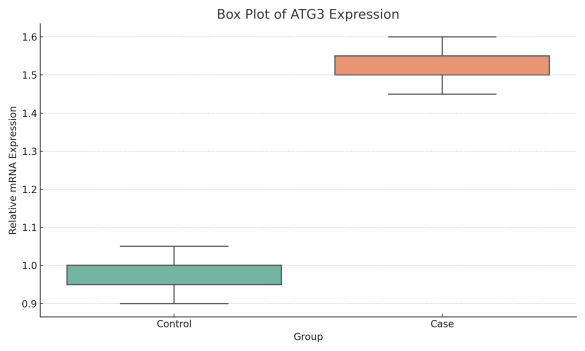 Box Plot of ATG3 Expression
Relative mRNA Expression
1.6
1.5
1.4
1.3
1.2
1.1
1.0
0.9
Control
Case
Group